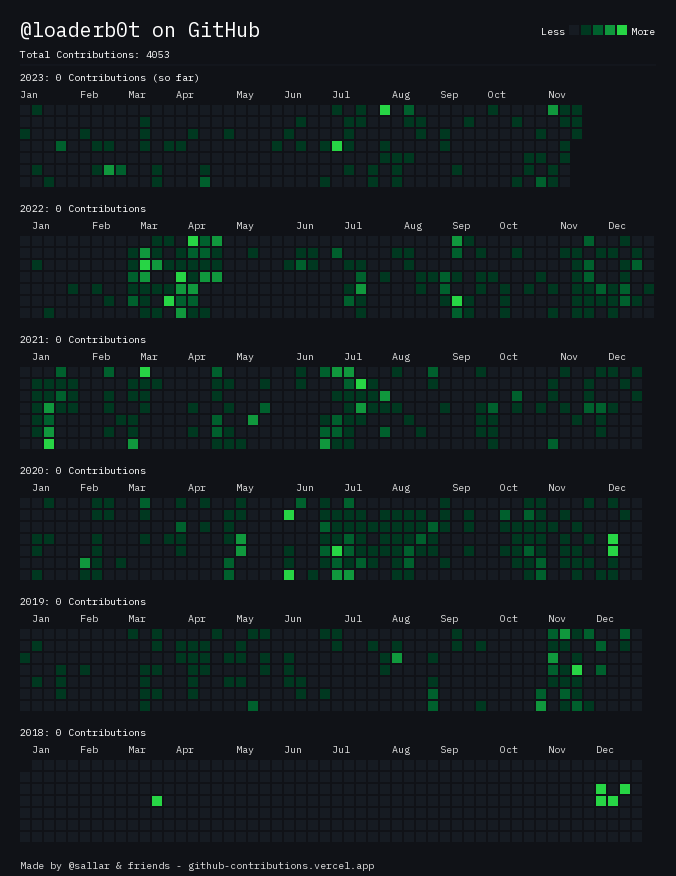 @loaderb0t on GitHub
Less More
Total Contributions: 4053
2023: 0 Contributions (so far)
Jan Feb Mar Apr May Jun Jul Aug Sep Oct Nov
2022: 0 Contributions
Jan Feb Mar Apr May Jun Jul Aug Sep Oct Nov Dec
2021: 0 Contributions
Jan Feb Mar Apr May Jun Jul Aug Sep Oct Nov Dec
2020: 0 Contributions
Jan Feb Mar Apr May Jun Jul Aug Sep Oct Nov Dec
2019: 0 Contributions
Jan Feb Mar Apr May Jun Jul Aug Sep Oct Nov Dec
2018: 0 Contributions
Jan Feb Mar Apr May Jun Jul Aug Sep Oct Nov Dec
Made by @sallar & friends - github-contributions.vercel.app